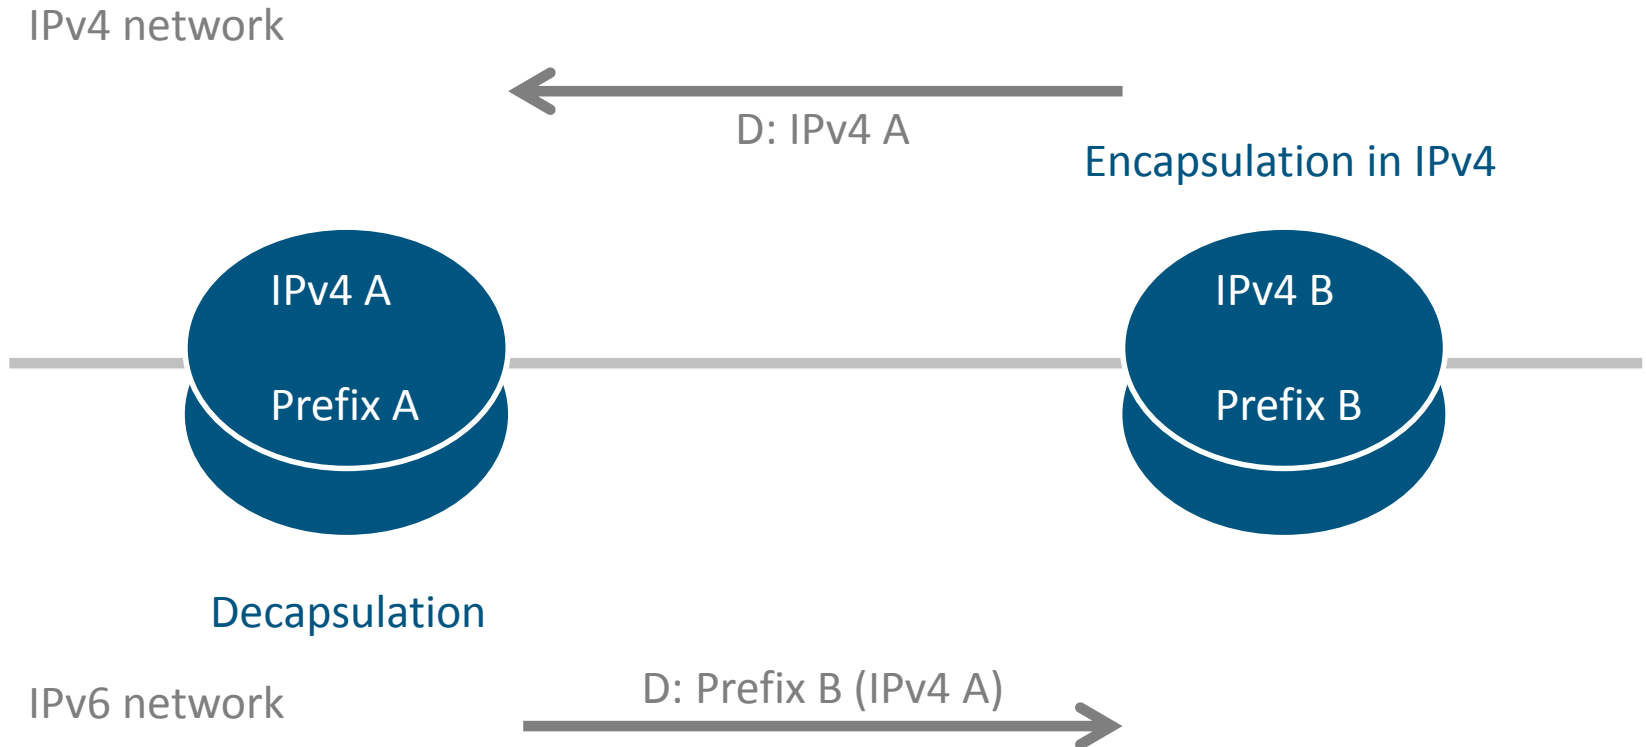 IPv4 network
D: IPv4 A
Encapsulation in IPv4
IPv4 A
IPv4 B
Prefix A
Prefix B
Decapsulation
D: Prefix B (IPv4 A)
IPv6 network